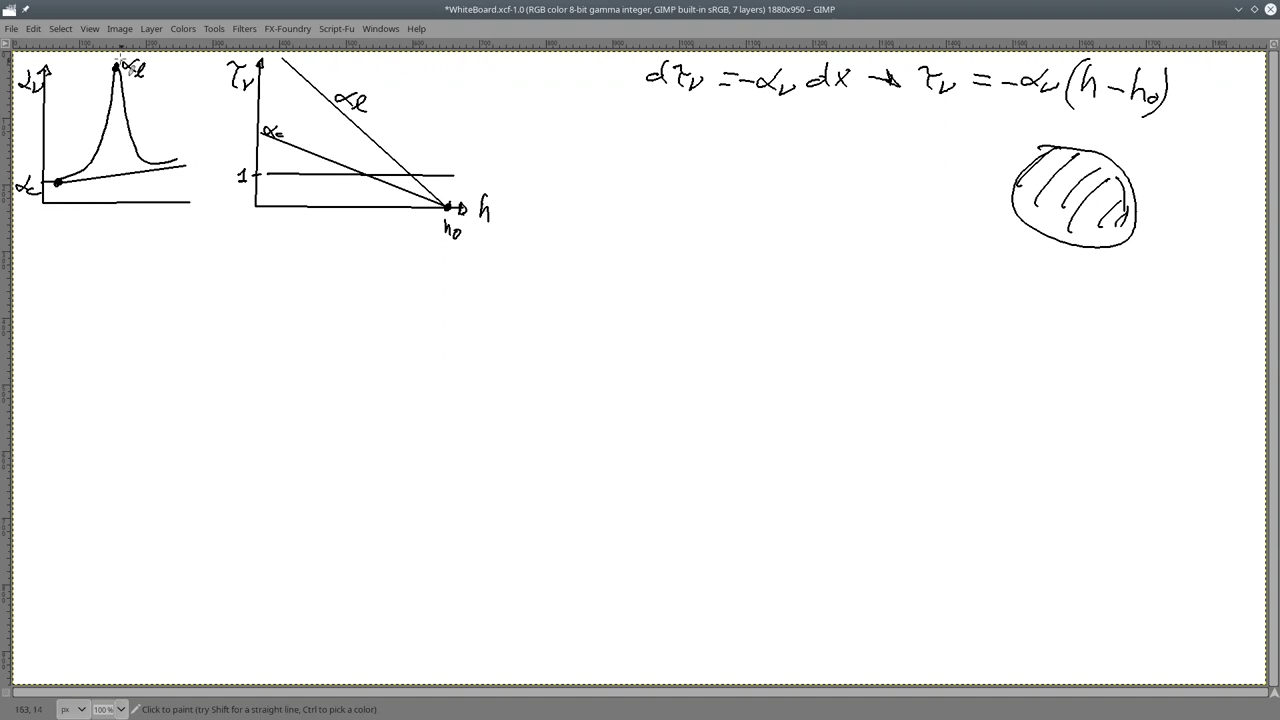 *WhiteBoard.xcf-1.0 (RGB color 8-bit gamma integer, GIMP built-in sRGB, 7 layers) 1880x950 – GIMP
File Edit Select View Image Layer Colors Tools Filters FX-Foundry Script-Fu Windows Help
αν αl
αc
τν αl
αc
1
h
h₀
dτν = -αν dx → τν = -αν (h - h₀)
163, 14 px 100% Click to paint (try Shift for a straight line, Ctrl to pick a color)